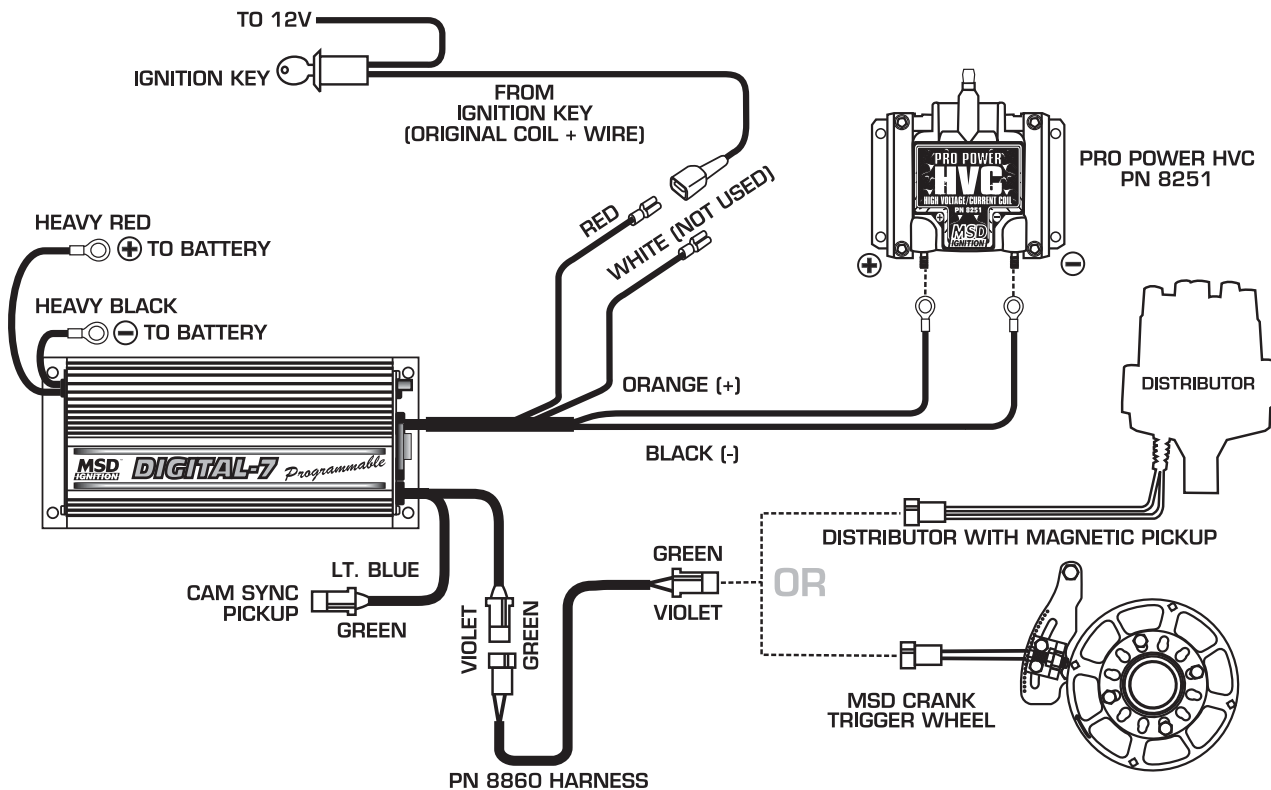 TO 12V
IGNITION KEY
FROM
IGNITION KEY
(ORIGINAL COIL + WIRE)
RED
WHITE (NOT USED)
PRO POWER
HVC
HIGH VOLTAGE/CURRENT COIL
PN 8251
+ -
MSD
IGNITION
PRO POWER HVC
PN 8251
+
-
HEAVY RED
+ TO BATTERY
HEAVY BLACK
- TO BATTERY
ORANGE (+)
BLACK (-)
MSD
IGNITION
DIGITAL-7 Programmable
DISTRIBUTOR
DISTRIBUTOR WITH MAGNETIC PICKUP
OR
GREEN
VIOLET
LT. BLUE
CAM SYNC
PICKUP
GREEN
VIOLET
GREEN
MSD CRANK
TRIGGER WHEEL
PN 8860 HARNESS